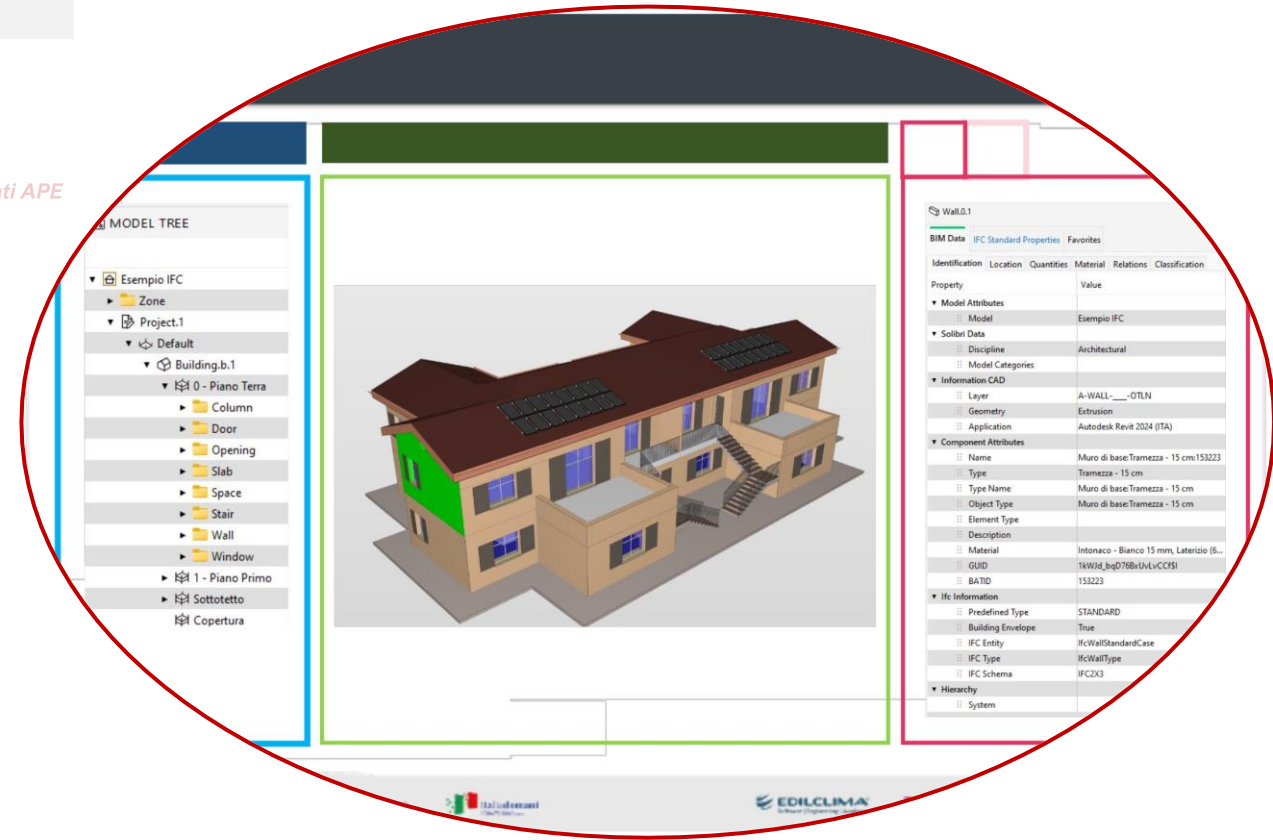 ti APE
MODEL TREE
Esempio IFC
Zone
Project.1
Default
Building.b.1
0 - Piano Terra
Column
Door
Opening
Slab
Space
Stair
Wall
Window
1 - Piano Primo
Sottotetto
Copertura
Wall.0.1
BIM Data IFC Standard Properties Favorites
Identification Location Quantities Material Relations Classification
Property Value
Model Attributes
Model Esempio IFC
Solibri Data
Discipline Architectural
Model Categories
Information CAD
Layer A-WALL-___-OTLN
Geometry Extrusion
Application Autodesk Revit 2024 (ITA)
Component Attributes
Name Muro di base:Tramezza - 15 cm:153223
Type Tramezza - 15 cm
Type Name Muro di base:Tramezza - 15 cm
Object Type Muro di base:Tramezza - 15 cm
Element Type
Description
Material Intonaco - Bianco 15 mm, Laterizio (6...
GUID 1kWJd_bqD76BxUvLvCCf$I
BATID 153223
Ifc Information
Predefined Type STANDARD
Building Envelope True
IFC Entity IfcWallStandardCase
IFC Type IfcWallType
IFC Schema IFC2X3
Hierarchy
System
Italiadomani
EDILCLIMA